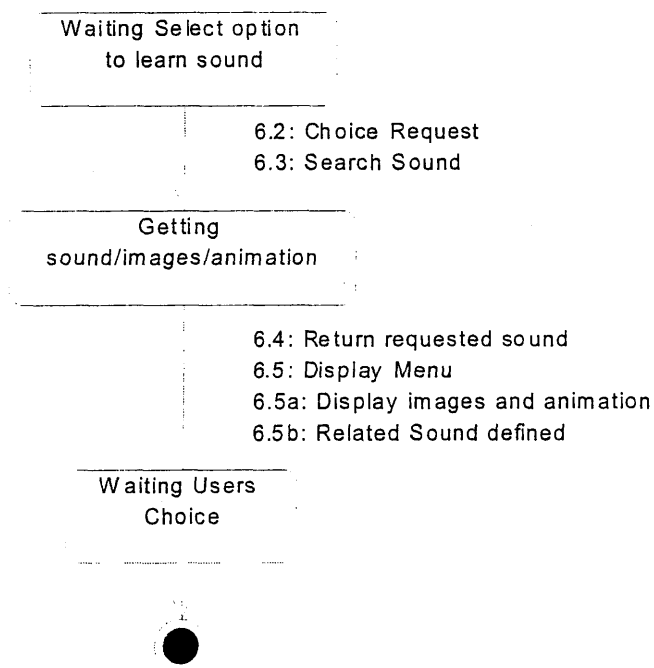 Waiting Select option
to learn sound
6.2: Choice Request
6.3: Search Sound
Getting
sound/images/animation
6.4: Return requested sound
6.5: Display Menu
6.5a: Display images and animation
6.5b: Related Sound defined
Waiting Users
Choice